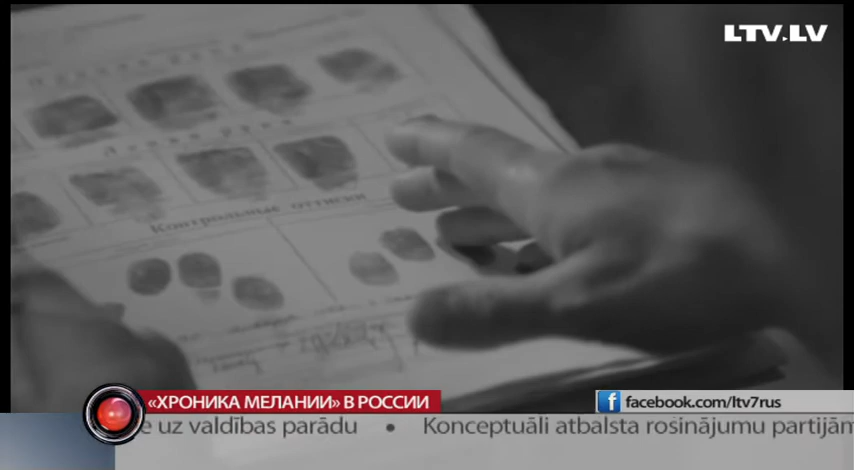 LTV.LV
Контрольные оттиски
«ХРОНИКА МЕЛАНИИ» В РОССИИ
facebook.com/ltv7rus
e uz valdības parādu • Konceptuāli atbalsta rosinājumu partijām